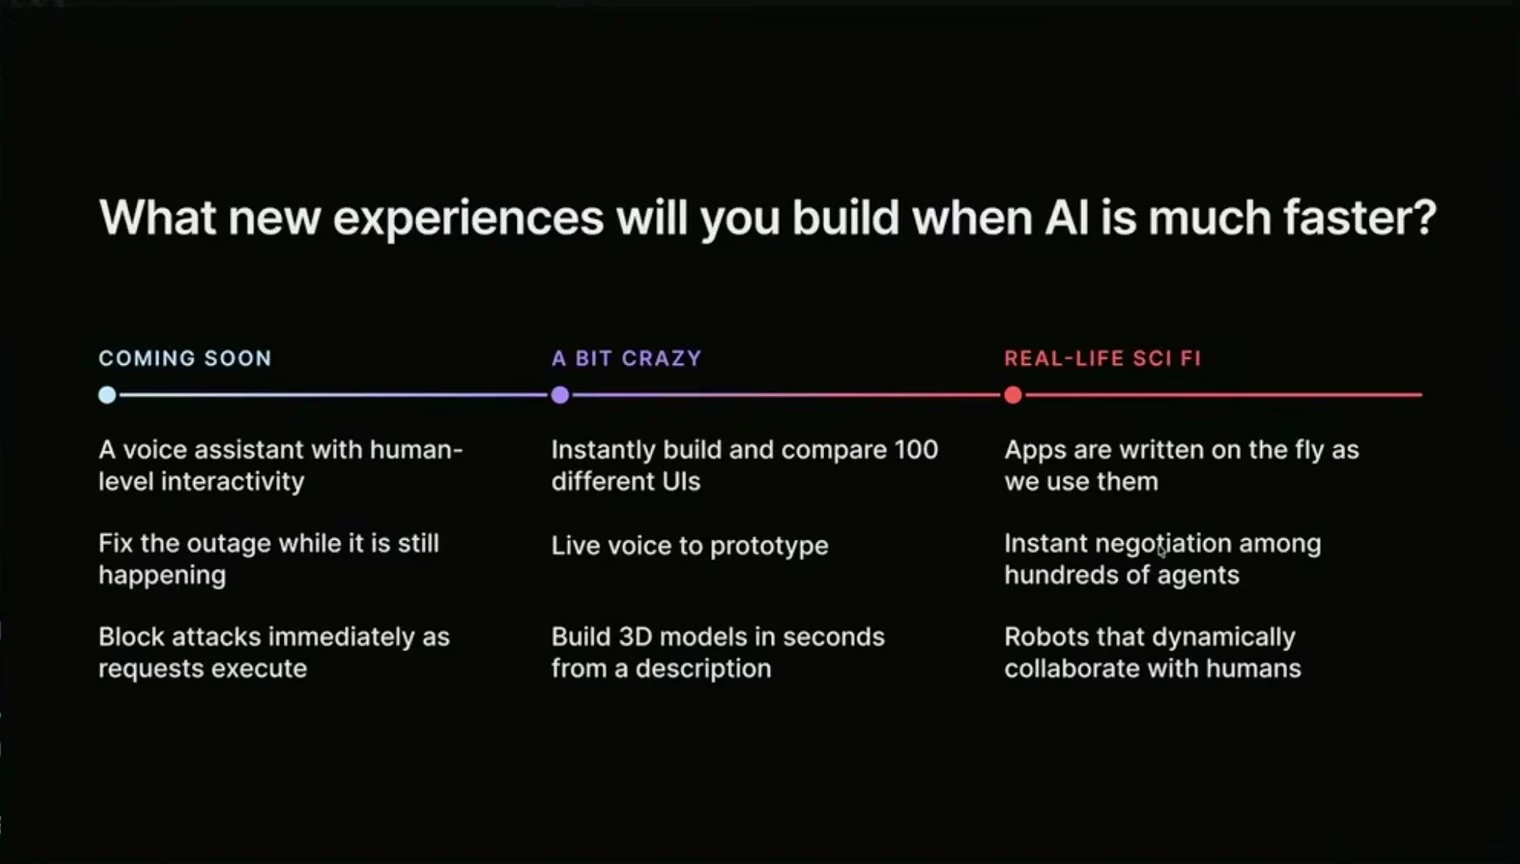 What new experiences will you build when AI is much faster?
COMING SOON
A voice assistant with human-
level interactivity
Fix the outage while it is still
happening
Block attacks immediately as
requests execute
A BIT CRAZY
Instantly build and compare 100
different UIs
Live voice to prototype
Build 3D models in seconds
from a description
REAL-LIFE SCI FI
Apps are written on the fly as
we use them
Instant negotiation among
hundreds of agents
Robots that dynamically
collaborate with humans